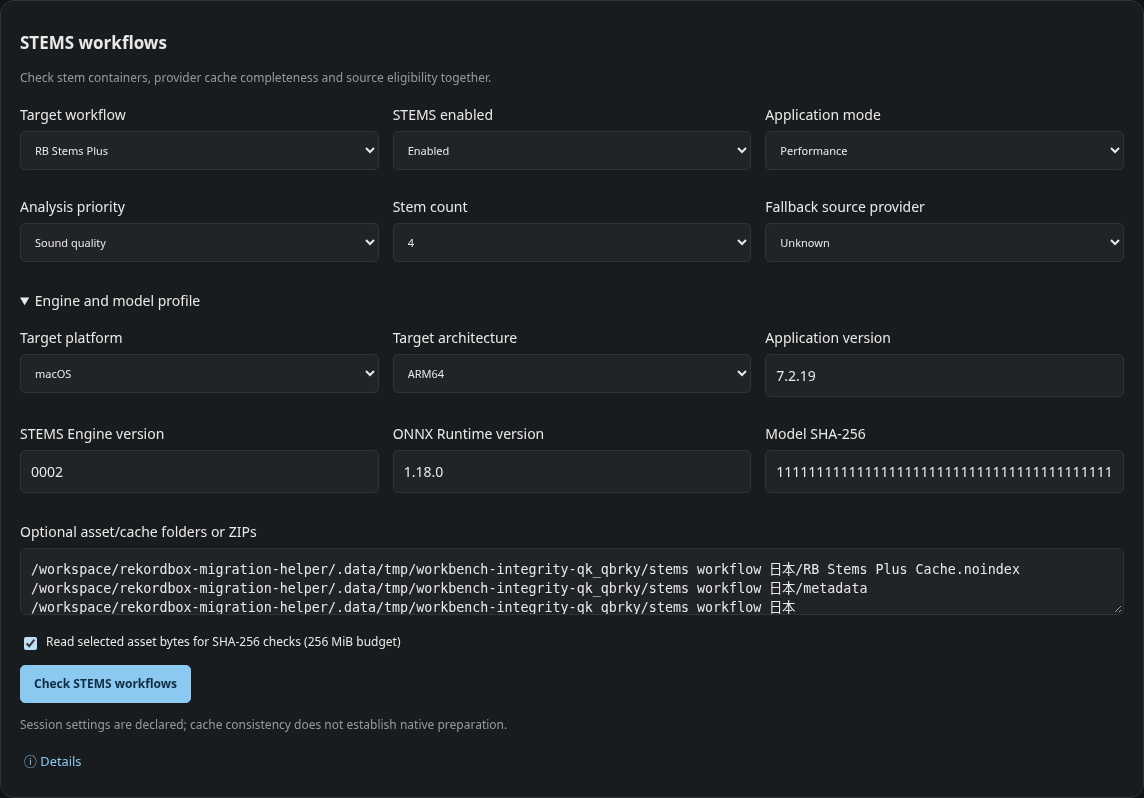 STEMS workflows
Check stem containers, provider cache completeness and source eligibility together.
Target workflow
STEMS enabled
Application mode
RB Stems Plus
Enabled
Performance
Analysis priority
Stem count
Fallback source provider
Sound quality
4
Unknown
▼ Engine and model profile
Target platform
Target architecture
Application version
macOS
ARM64
7.2.19
STEMS Engine version
ONNX Runtime version
Model SHA-256
0002
1.18.0
111111111111111111111111111111111111111111
Optional asset/cache folders or ZIPs
/workspace/rekordbox-migration-helper/.data/tmp/workbench-integrity-qk_qbrky/stems workflow 日本/RB Stems Plus Cache.noindex
/workspace/rekordbox-migration-helper/.data/tmp/workbench-integrity-qk_qbrky/stems workflow 日本/metadata
/workspace/rekordbox-migration-helper/.data/tmp/workbench-integrity-qk_qbrky/stems workflow 日本
Read selected asset bytes for SHA-256 checks (256 MiB budget)
Check STEMS workflows
Session settings are declared; cache consistency does not establish native preparation.
ⓘ Details